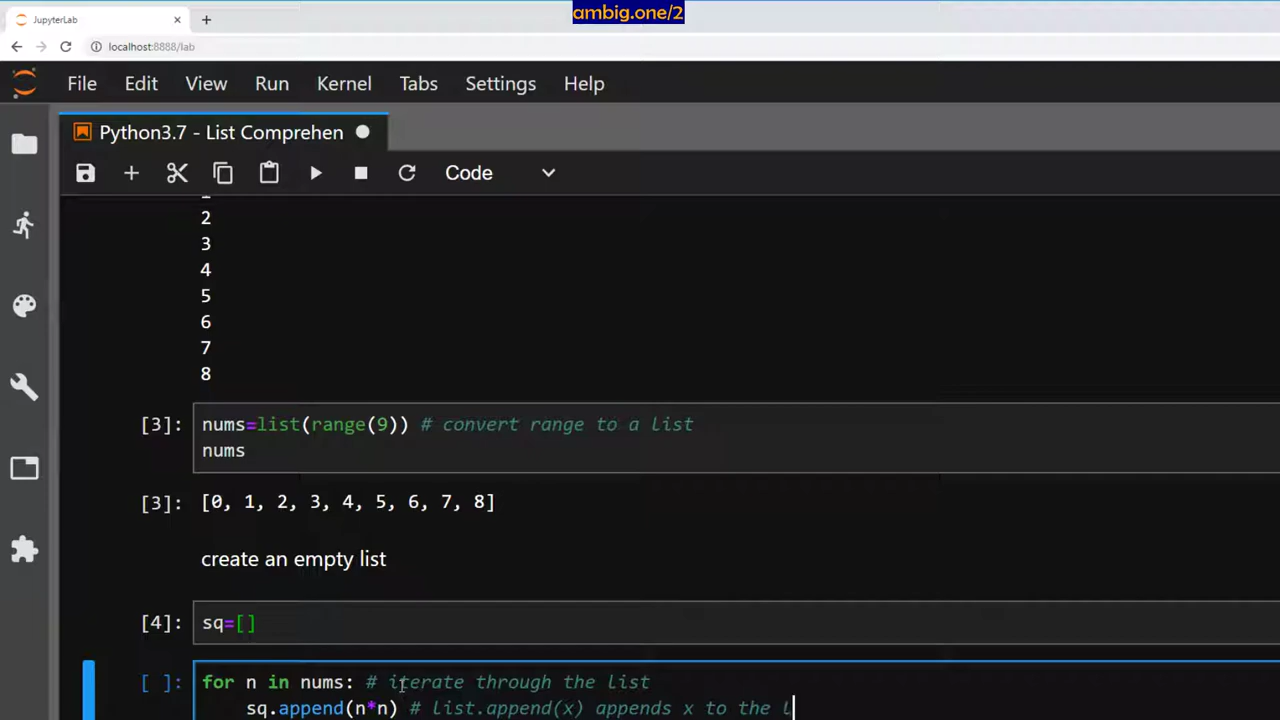 ambig.one/2
JupyterLab
localhost:8888/lab
File Edit View Run Kernel Tabs Settings Help
Python3.7 - List Comprehen
Code
2
3
4
5
6
7
8
[3]: nums=list(range(9)) # convert range to a list
nums
[3]: [0, 1, 2, 3, 4, 5, 6, 7, 8]
create an empty list
[4]: sq=[]
[ ]: for n in nums: # iterate through the list
sq.append(n*n) # list.append(x) appends x to the l